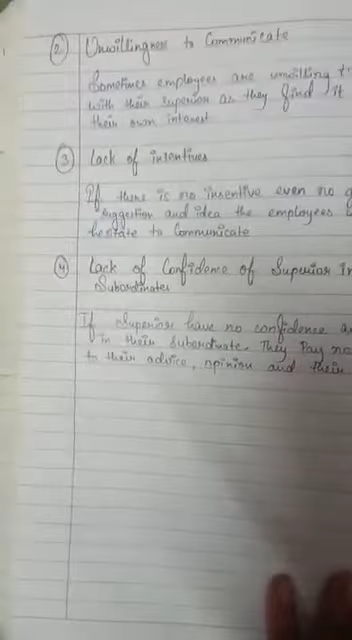 ② Unwillingness to Communicate
Sometimes employees are unwilling
with their superior as they find it
their own interest
③ Lack of incentives
If there is no insentive even no
suggestion and idea the employees
hesitate to Communicate
④ Lack of Confidence of Superior in
Subordinates
If Superior have no confidence
in their Subordinate. They Pay no
to their advice, opinion and their